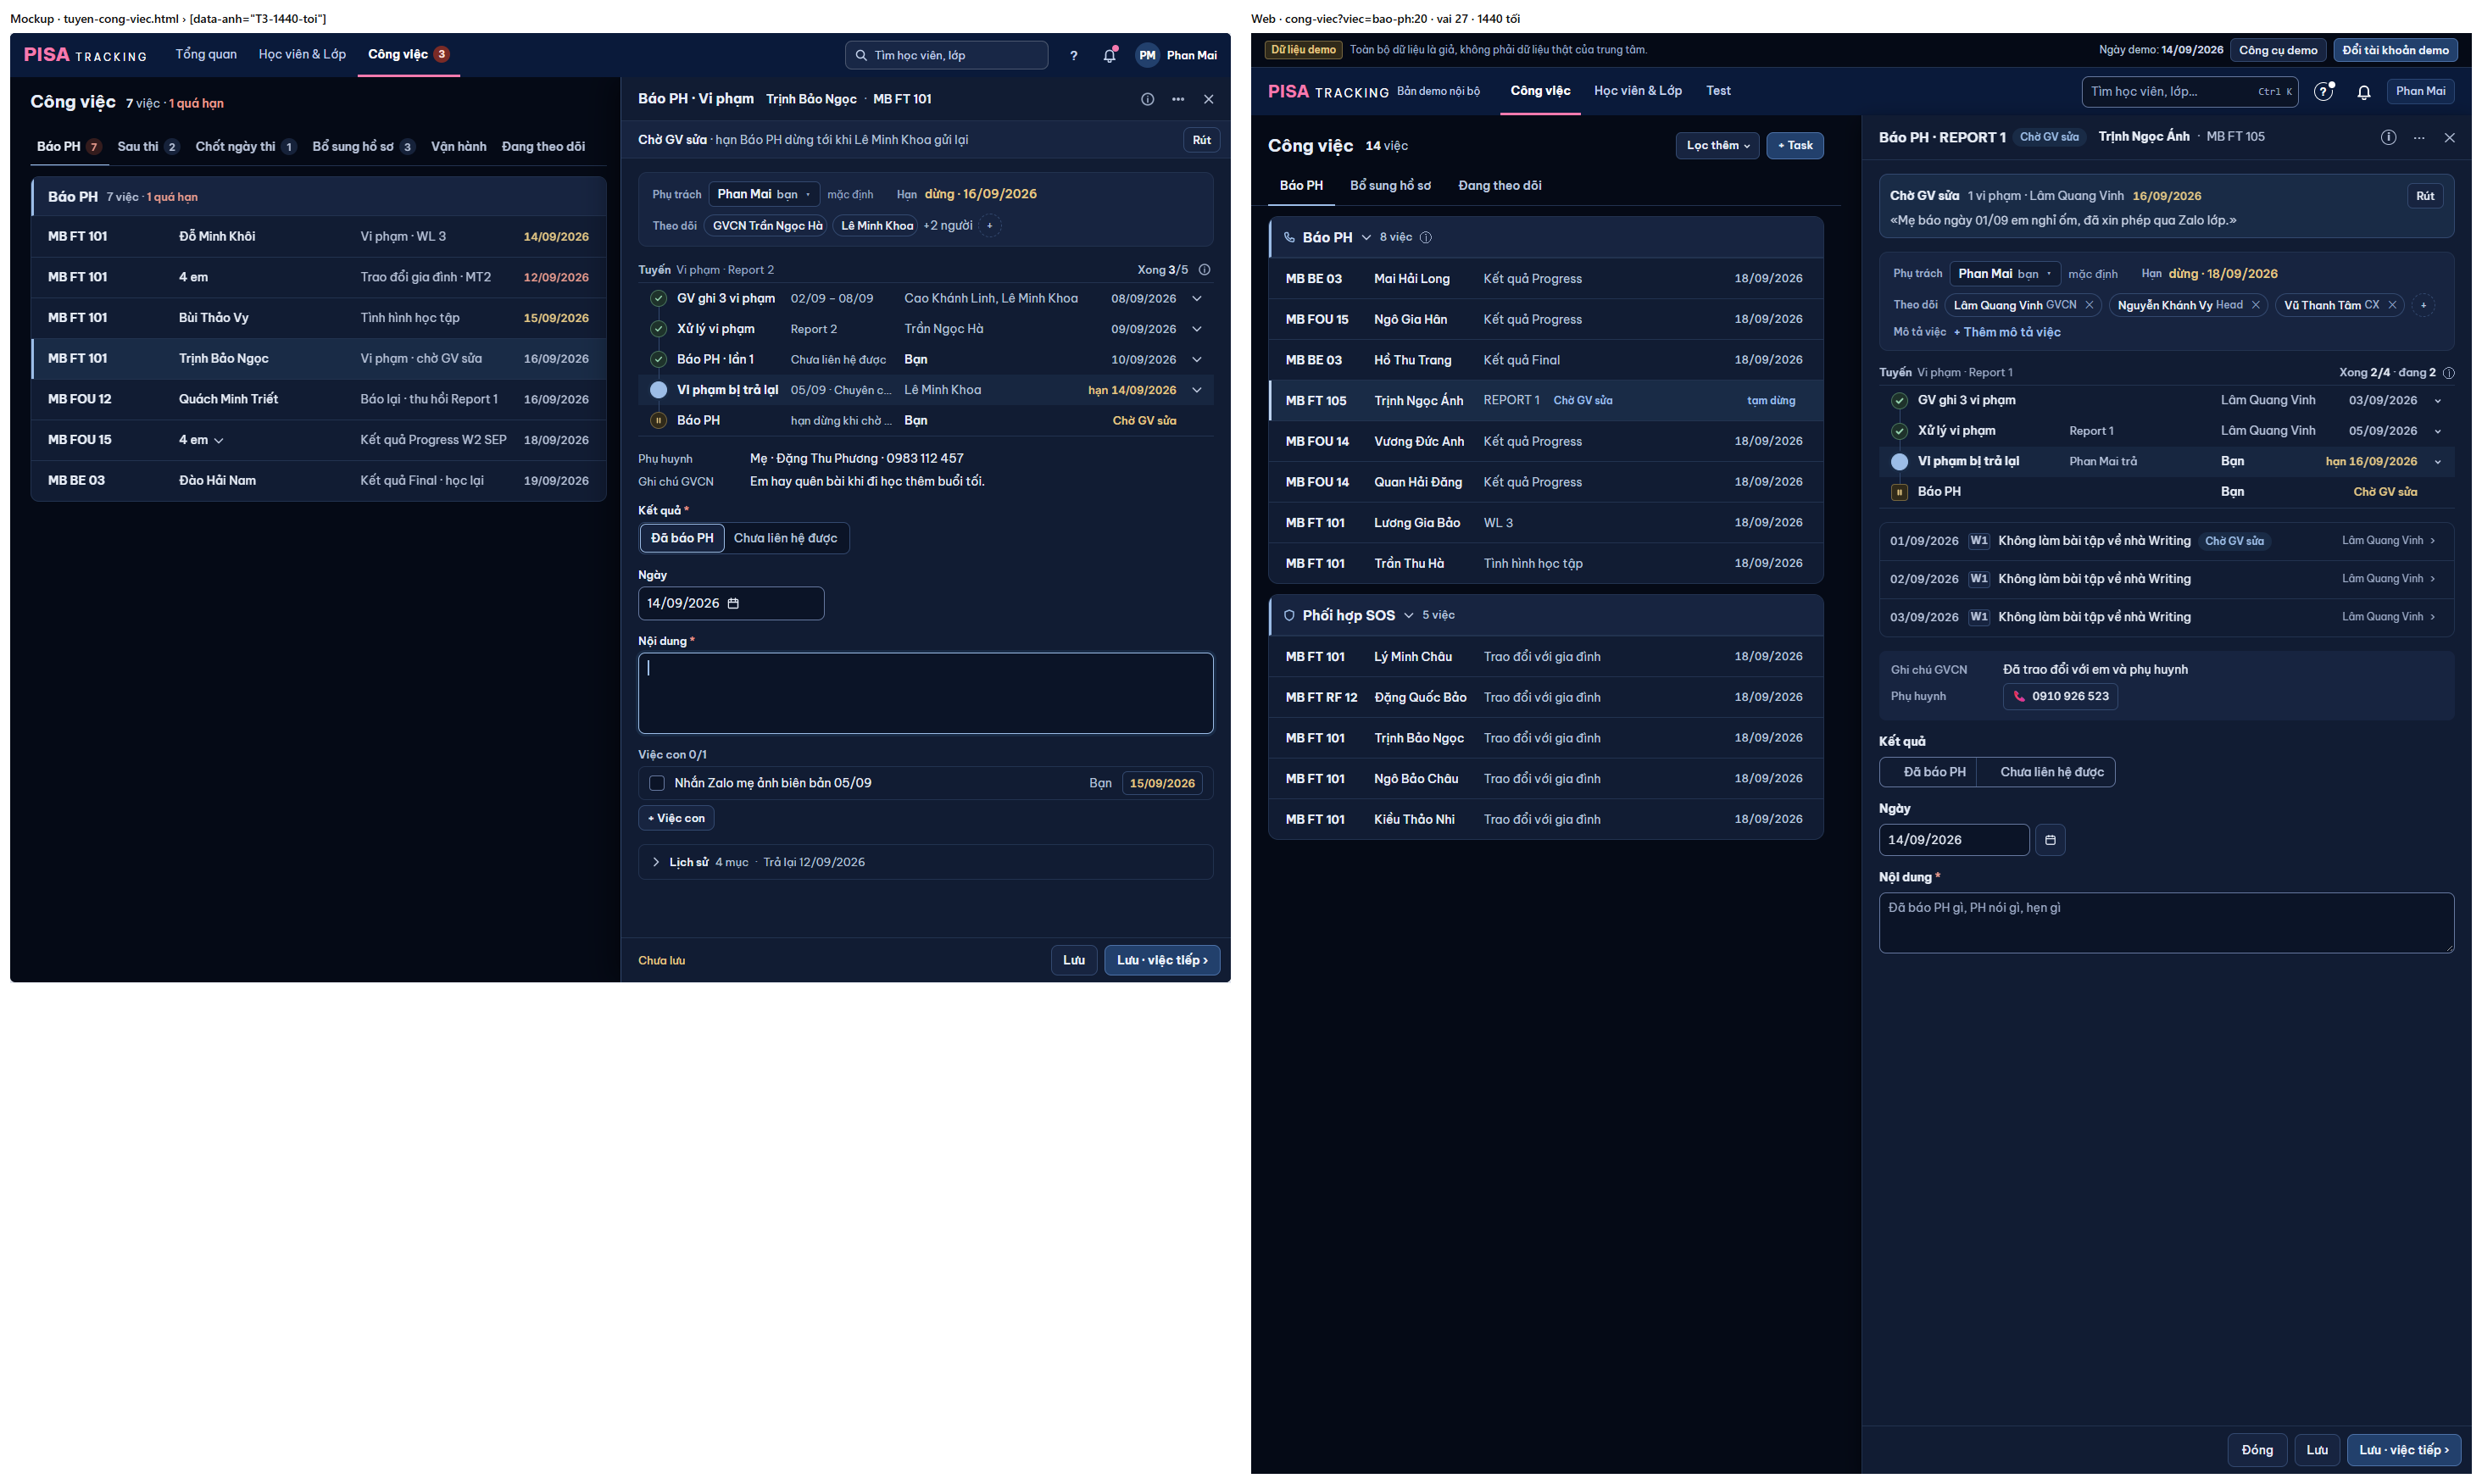 Mockup · tuyen-cong-viec.html › [data-anh="T3-1440-toi"]
PISA TRACKING
Tổng quan
Học viên & Lớp
Công việc 3
Tìm học viên, lớp
?
PM Phan Mai
Công việc 7 việc · 1 quá hạn
Báo PH 7
Sau thi 2
Chốt ngày thi 1
Bổ sung hồ sơ 3
Vận hành
Đang theo dõi
Báo PH 7 việc · 1 quá hạn
MB FT 101 Đỗ Minh Khôi Vi phạm · WL 3 14/09/2026
MB FT 101 4 em Trao đổi gia đình · MT2 12/09/2026
MB FT 101 Bùi Thảo Vy Tình hình học tập 15/09/2026
MB FT 101 Trịnh Bảo Ngọc Vi phạm · chờ GV sửa 16/09/2026
MB FOU 12 Quách Minh Triết Báo lại · thu hồi Report 1 16/09/2026
MB FOU 15 4 em Kết quả Progress W2 SEP 18/09/2026
MB BE 03 Đào Hải Nam Kết quả Final · học lại 19/09/2026
Báo PH · Vi phạm Trịnh Bảo Ngọc · MB FT 101
Chờ GV sửa · hạn Báo PH dừng tới khi Lê Minh Khoa gửi lại
Rút
Phụ trách Phan Mai bạn mặc định Hạn dừng · 16/09/2026
Theo dõi GVCN Trần Ngọc Hà Lê Minh Khoa +2 người +
Tuyến Vi phạm · Report 2 Xong 3/5
GV ghi 3 vi phạm 02/09 – 08/09 Cao Khánh Linh, Lê Minh Khoa 08/09/2026
Xử lý vi phạm Report 2 Trần Ngọc Hà 09/09/2026
Báo PH · lần 1 Chưa liên hệ được Bạn 10/09/2026
Vi phạm bị trả lại 05/09 · Chuyên c... Lê Minh Khoa hạn 14/09/2026
Báo PH hạn dừng khi chờ ... Bạn Chờ GV sửa
Phụ huynh Mẹ · Đặng Thu Phương · 0983 112 457
Ghi chú GVCN Em hay quên bài khi đi học thêm buổi tối.
Kết quả *
Đã báo PH Chưa liên hệ được
Ngày
14/09/2026
Nội dung *
Việc con 0/1
Nhắn Zalo mẹ ảnh biên bản 05/09 Bạn 15/09/2026
+ Việc con
Lịch sử 4 mục · Trả lại 12/09/2026
Chưa lưu
Lưu
Lưu · việc tiếp ›
Web · cong-viec?viec=bao-ph:20 · vai 27 · 1440 tối
Dữ liệu demo Toàn bộ dữ liệu là giả, không phải dữ liệu thật của trung tâm.
Ngày demo: 14/09/2026 Công cụ demo Đổi tài khoản demo
PISA TRACKING Bản demo nội bộ
Công việc
Học viên & Lớp
Test
Tìm học viên, lớp... Ctrl K
?
Phan Mai
Công việc 14 việc
Lọc thêm
+ Task
Báo PH
Bổ sung hồ sơ
Đang theo dõi
Báo PH 8 việc
MB BE 03 Mai Hải Long Kết quả Progress 18/09/2026
MB FOU 15 Ngô Gia Hân Kết quả Progress 18/09/2026
MB BE 03 Hồ Thu Trang Kết quả Final 18/09/2026
MB FT 105 Trịnh Ngọc Ánh REPORT 1 Chờ GV sửa tạm dừng
MB FOU 14 Vương Đức Anh Kết quả Progress 18/09/2026
MB FOU 14 Quan Hải Đăng Kết quả Progress 18/09/2026
MB FT 101 Lương Gia Bảo WL 3 18/09/2026
MB FT 101 Trần Thu Hà Tình hình học tập 18/09/2026
Phối hợp SOS 5 việc
MB FT 101 Lý Minh Châu Trao đổi với gia đình 18/09/2026
MB FT RF 12 Đặng Quốc Bảo Trao đổi với gia đình 18/09/2026
MB FT 101 Trịnh Bảo Ngọc Trao đổi với gia đình 18/09/2026
MB FT 101 Ngô Bảo Châu Trao đổi với gia đình 18/09/2026
MB FT 101 Kiều Thảo Nhi Trao đổi với gia đình 18/09/2026
Báo PH · REPORT 1 Chờ GV sửa Trịnh Ngọc Ánh · MB FT 105
Chờ GV sửa 1 vi phạm · Lâm Quang Vinh 16/09/2026
Rút
«Mẹ báo ngày 01/09 em nghỉ ốm, đã xin phép qua Zalo lớp.»
Phụ trách Phan Mai bạn mặc định Hạn dừng · 18/09/2026
Theo dõi Lâm Quang Vinh GVCN Nguyễn Khánh Vy Head Vũ Thanh Tâm CX +
Mô tả việc + Thêm mô tả việc
Tuyến Vi phạm · Report 1 Xong 2/4 · đang 2
GV ghi 3 vi phạm Lâm Quang Vinh 03/09/2026
Xử lý vi phạm Report 1 Lâm Quang Vinh 05/09/2026
Vi phạm bị trả lại Phan Mai trả Bạn hạn 16/09/2026
Báo PH Bạn Chờ GV sửa
01/09/2026 W1 Không làm bài tập về nhà Writing Chờ GV sửa Lâm Quang Vinh ›
02/09/2026 W1 Không làm bài tập về nhà Writing Lâm Quang Vinh ›
03/09/2026 W1 Không làm bài tập về nhà Writing Lâm Quang Vinh ›
Ghi chú GVCN Đã trao đổi với em và phụ huynh
Phụ huynh 0910 926 523
Kết quả
Đã báo PH Chưa liên hệ được
Ngày
14/09/2026
Nội dung *
Đã báo PH gì, PH nói gì, hẹn gì
Đóng
Lưu
Lưu · việc tiếp ›